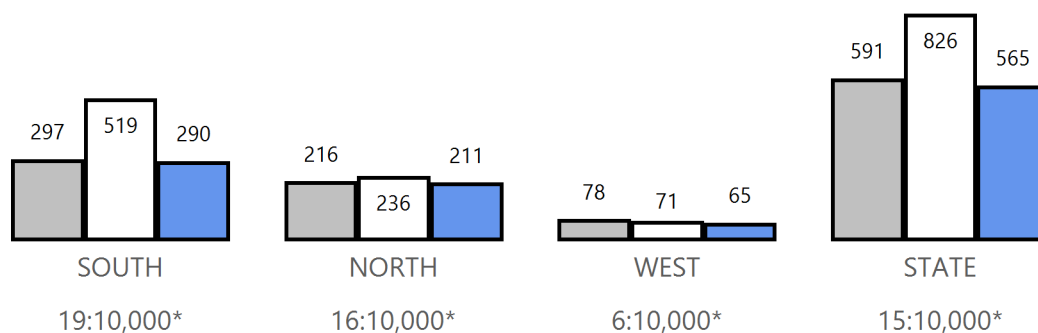 297 519 290
216 236 211
78 71 65
591 826 565
SOUTH NORTH WEST STATE
19:10,000* 16:10,000* 6:10,000* 15:10,000*